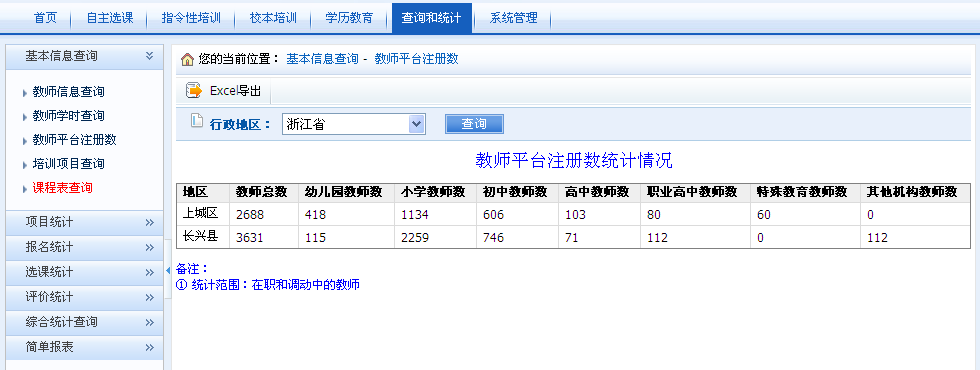 首页 自主选课 指令性培训 校本培训 学历教育 查询和统计 系统管理
基本信息查询
教师信息查询
教师学时查询
教师平台注册数
培训项目查询
课程表查询
项目统计
报名统计
选课统计
评价统计
综合统计查询
简单报表
您的当前位置： 基本信息查询 - 教师平台注册数
Excel导出
行政地区： 浙江省 查询
教师平台注册数统计情况
地区 教师总数 幼儿园教师数 小学教师数 初中教师数 高中教师数 职业高中教师数 特殊教育教师数 其他机构教师数
上城区 2688 418 1134 606 103 80 60 0
长兴县 3631 115 2259 746 71 112 0 112
备注：
① 统计范围：在职和调动中的教师